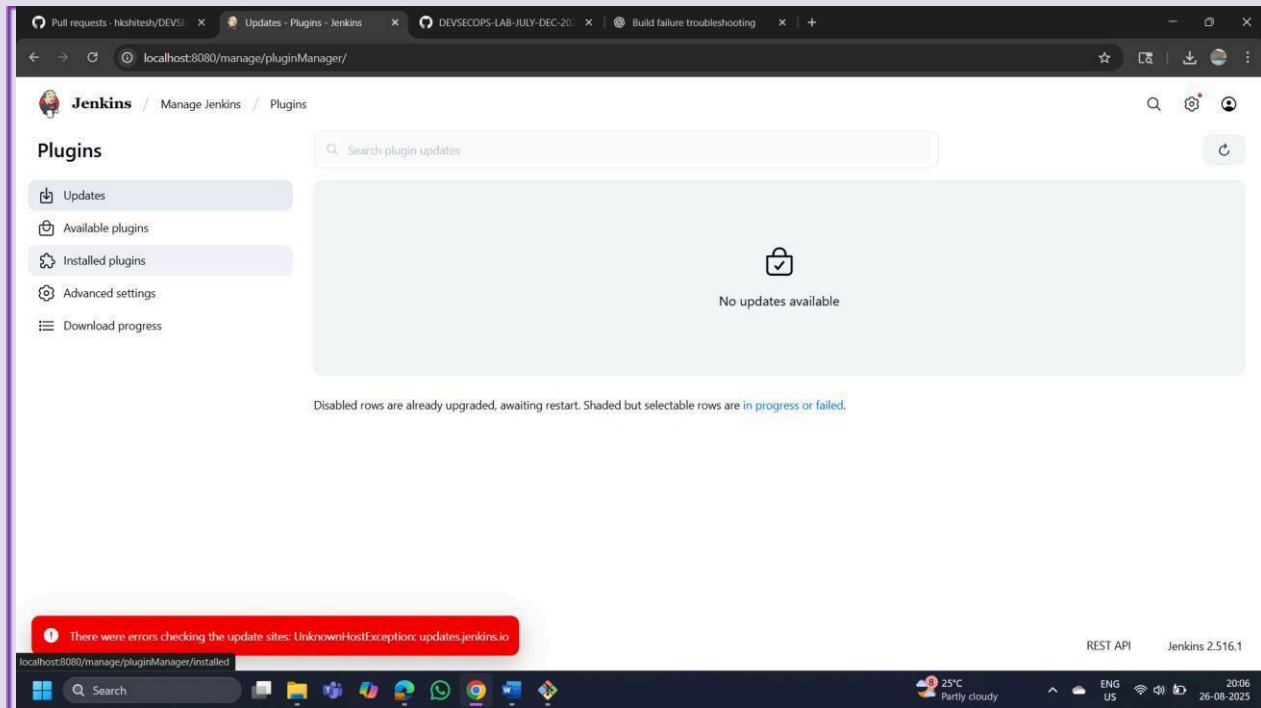 Pull requests - hkshitesh/DEVSE
Updates - Plugins - Jenkins
DEVSECOPS-LAB-JULY-DEC-20
Build failure troubleshooting
localhost:8080/manage/pluginManager/
Jenkins / Manage Jenkins / Plugins
Plugins
Search plugin updates
Updates
Available plugins
Installed plugins
Advanced settings
Download progress
No updates available
Disabled rows are already upgraded, awaiting restart. Shaded but selectable rows are in progress or failed.
There were errors checking the update sites: UnknownHostException: updates.jenkins.io
localhost:8080/manage/pluginManager/installed
REST API Jenkins 2.516.1
Search
8
25°C
Partly cloudy
ENG
US
20:06
26-08-2025